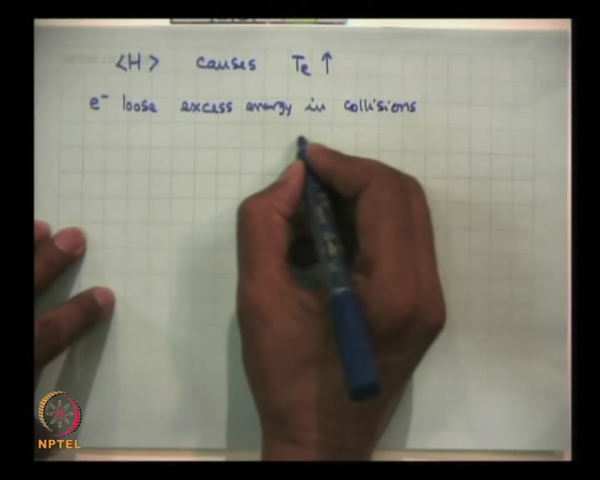 <H> causes Te ↑
e⁻ loose excess energy in collisions
NPTEL